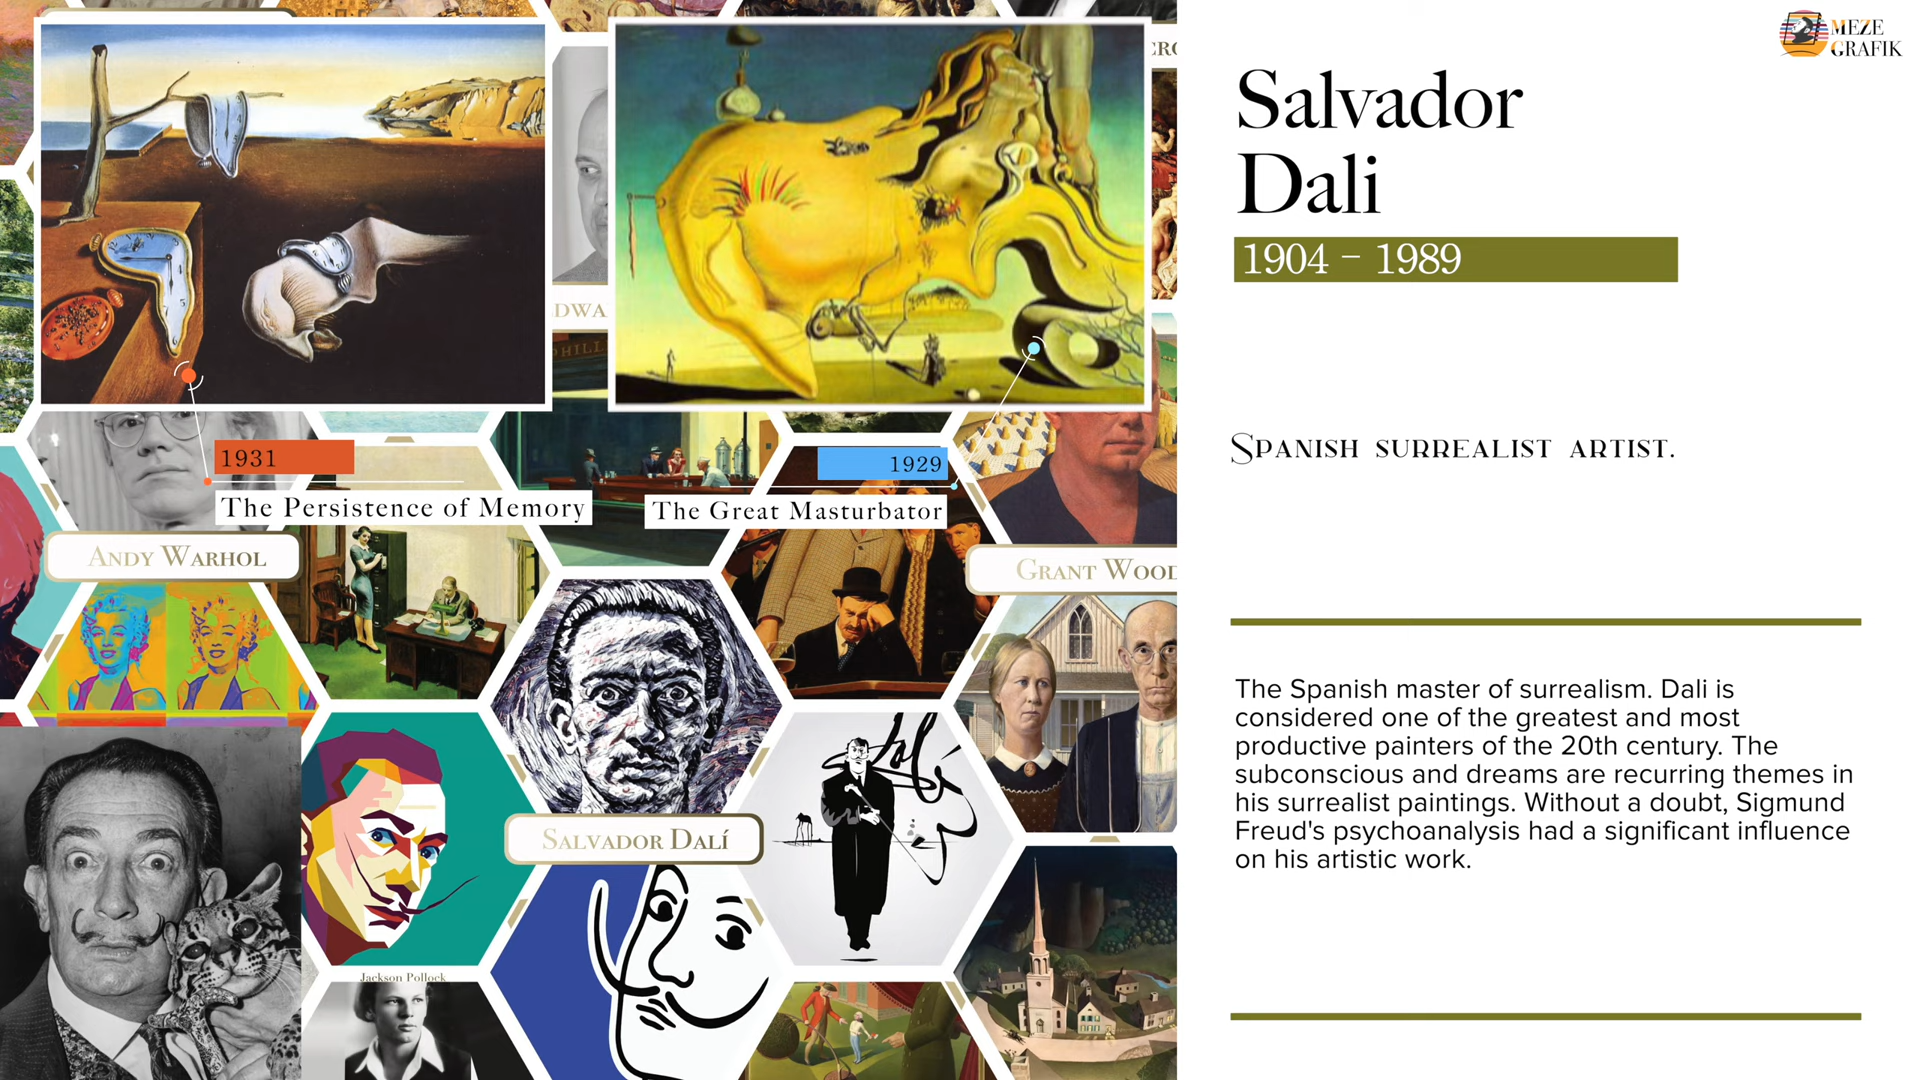 MEZE
GRAFIK
Salvador
Dali
1904 – 1989
Spanish surrealist artist.
The Spanish master of surrealism. Dali is
considered one of the greatest and most
productive painters of the 20th century. The
subconscious and dreams are recurring themes in
his surrealist paintings. Without a doubt, Sigmund
Freud's psychoanalysis had a significant influence
on his artistic work.
1931
The Persistence of Memory
1929
The Great Masturbator
Andy Warhol
Grant Wood
Salvador Dalí
Jackson Pollock